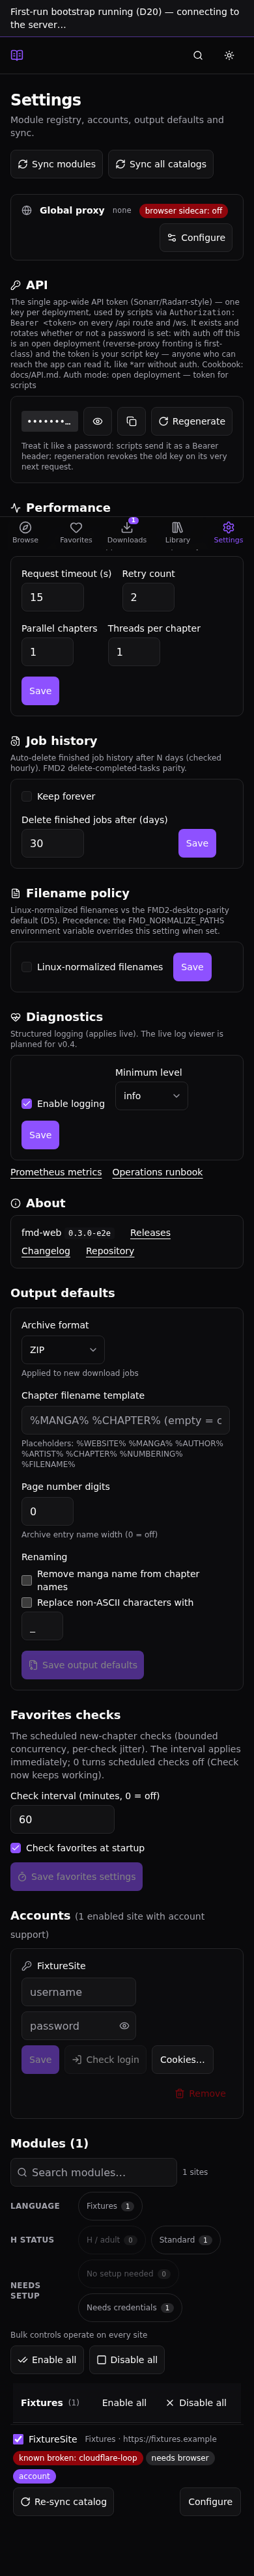 First-run bootstrap running (D20) — connecting to
the server…
Settings
Module registry, accounts, output defaults and
sync.
Sync modules
Sync all catalogs
Global proxy none browser sidecar: off
Configure
API
The single app-wide API token (Sonarr/Radarr-style) — one
key per deployment, used by scripts via Authorization:
Bearer <token> on every /api route and /ws. It exists and
rotates whether or not a password is set: with auth off this
is an open deployment (reverse-proxy fronting is first-
class) and the token is your script key — anyone who can
reach the app can read it, like *arr without auth. Cookbook:
docs/API.md. Auth mode: open deployment — token for
scripts
•••••••…
Regenerate
Treat it like a password: scripts send it as a Bearer
header; regeneration revokes the old key on its very
next request.
Performance
1
Browse
Favorites
Downloads
Library
Settings
Request timeout (s)
Retry count
15
2
Parallel chapters
Threads per chapter
1
1
Save
Job history
Auto-delete finished job history after N days (checked
hourly). FMD2 delete-completed-tasks parity.
Keep forever
Delete finished jobs after (days)
30
Save
Filename policy
Linux-normalized filenames vs the FMD2-desktop-parity
default (D5). Precedence: the FMD_NORMALIZE_PATHS
environment variable overrides this setting when set.
Linux-normalized filenames
Save
Diagnostics
Structured logging (applies live). The live log viewer is
planned for v0.4.
Minimum level
Enable logging
info
Save
Prometheus metrics
Operations runbook
About
fmd-web 0.3.0-e2e
Releases
Changelog
Repository
Output defaults
Archive format
ZIP
Applied to new download jobs
Chapter filename template
%MANGA% %CHAPTER% (empty = c
Placeholders: %WEBSITE% %MANGA% %AUTHOR%
%ARTIST% %CHAPTER% %NUMBERING%
%FILENAME%
Page number digits
0
Archive entry name width (0 = off)
Renaming
Remove manga name from chapter
names
Replace non-ASCII characters with
_
Save output defaults
Favorites checks
The scheduled new-chapter checks (bounded
concurrency, per-check jitter). The interval applies
immediately; 0 turns scheduled checks off (Check
now keeps working).
Check interval (minutes, 0 = off)
60
Check favorites at startup
Save favorites settings
Accounts (1 enabled site with account
support)
FixtureSite
username
password
Save
Check login
Cookies…
Remove
Modules (1)
Search modules…
1 sites
LANGUAGE
Fixtures 1
H STATUS
H / adult 0
Standard 1
No setup needed 0
NEEDS
SETUP
Needs credentials 1
Bulk controls operate on every site
Enable all
Disable all
Fixtures (1)
Enable all
Disable all
FixtureSite Fixtures · https://fixtures.example
known broken: cloudflare-loop
needs browser
account
Re-sync catalog
Configure